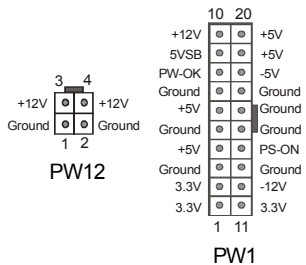 10 20
+12V +5V
5VSB +5V
PW-OK -5V
Ground Ground
+5V Ground
Ground Ground
+5V PS-ON
Ground Ground
3.3V -12V
3.3V 3.3V
1 11
PW1
3 4
+12V +12V
Ground Ground
1 2
PW12